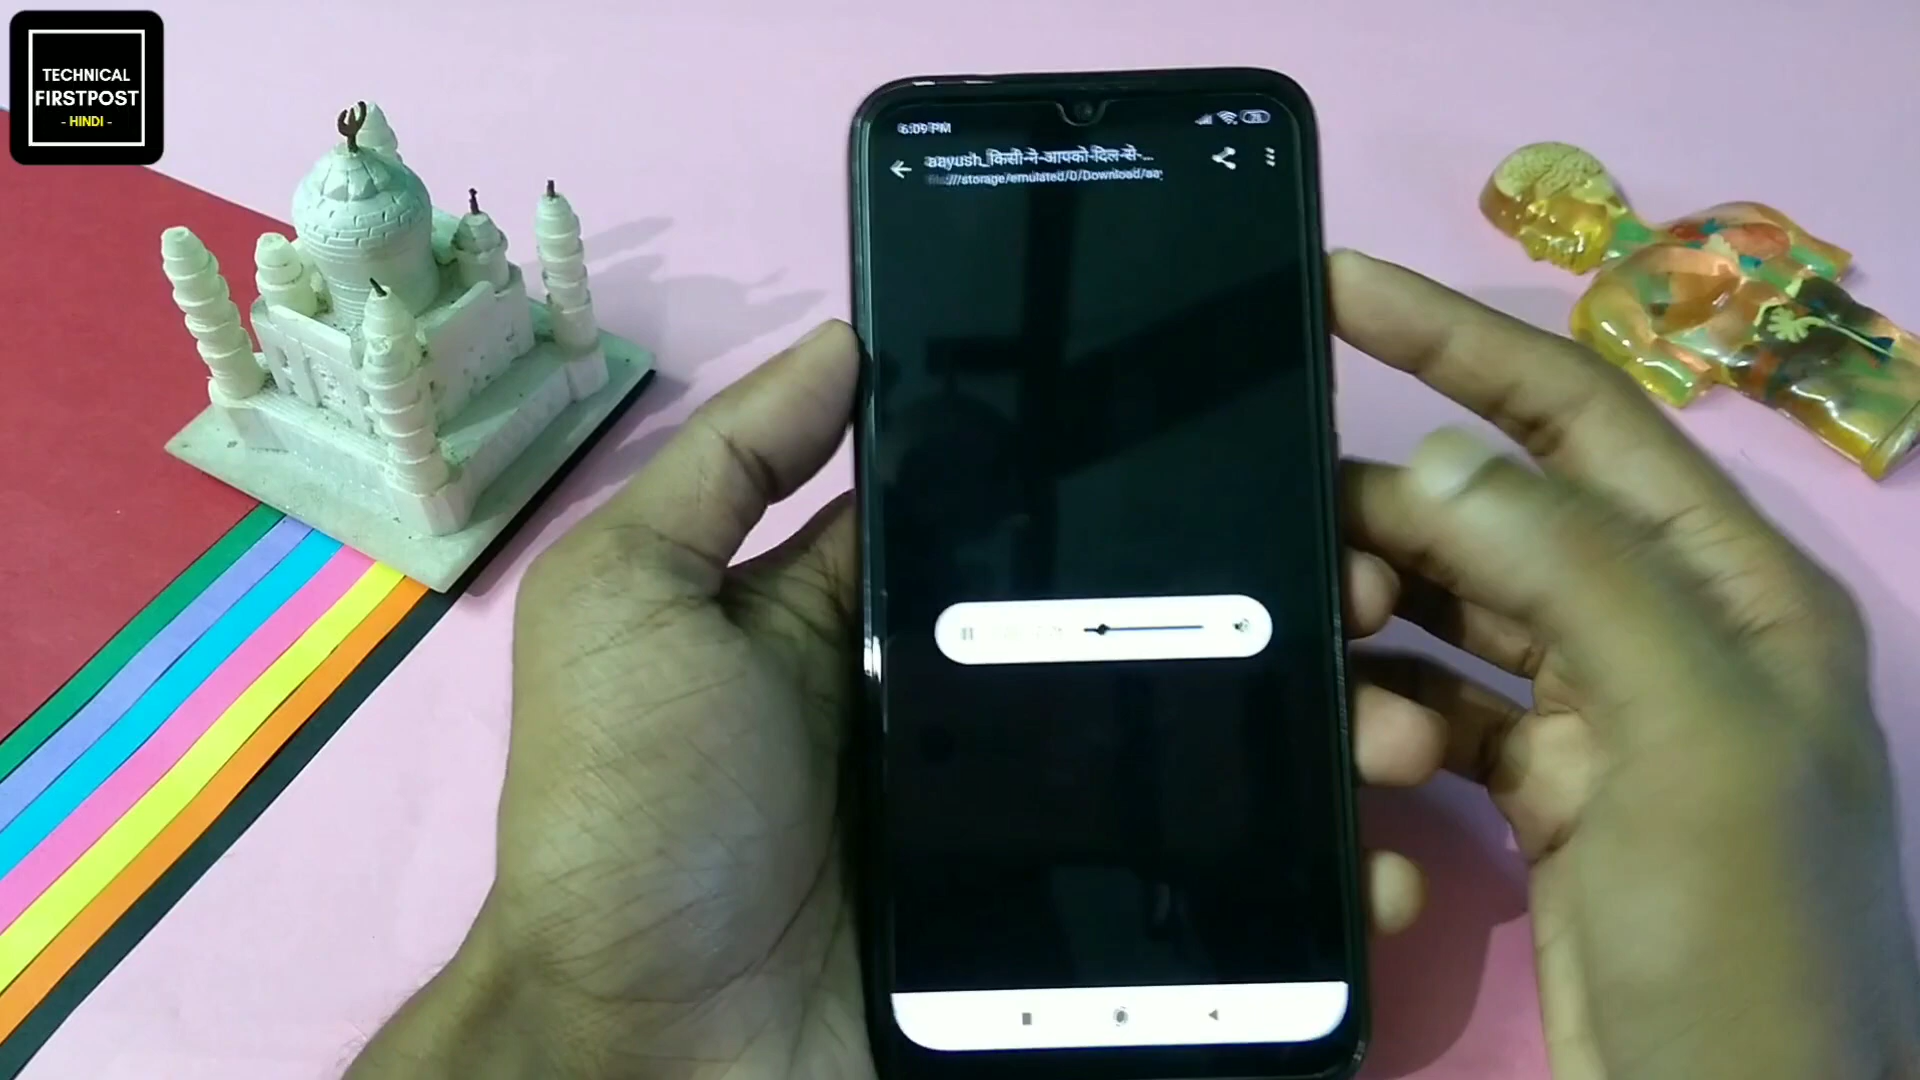 TECHNICAL
FIRSTPOST
- HINDI -
6:09 PM
aayush_किसी-ने-आपको-दिल-से-...
:///storage/emulated/0/Download/aa